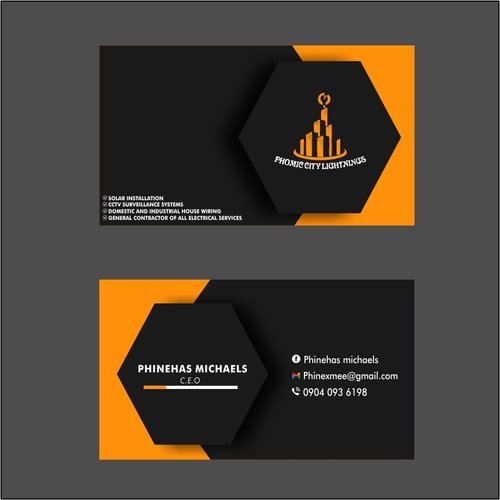 PHOMIC CITY LIGHTNINGS
SOLAR INSTALLATION
CCTV SURVEILLANCE SYSTEMS
DOMESTIC AND INDUSTRIAL HOUSE WIRING
GENERAL CONTRACTOR OF ALL ELECTRICAL SERVICES
PHINEHAS MICHAELS
C.E.O
Phinehas michaels
Phinexmee@gmail.com
0904 093 6198